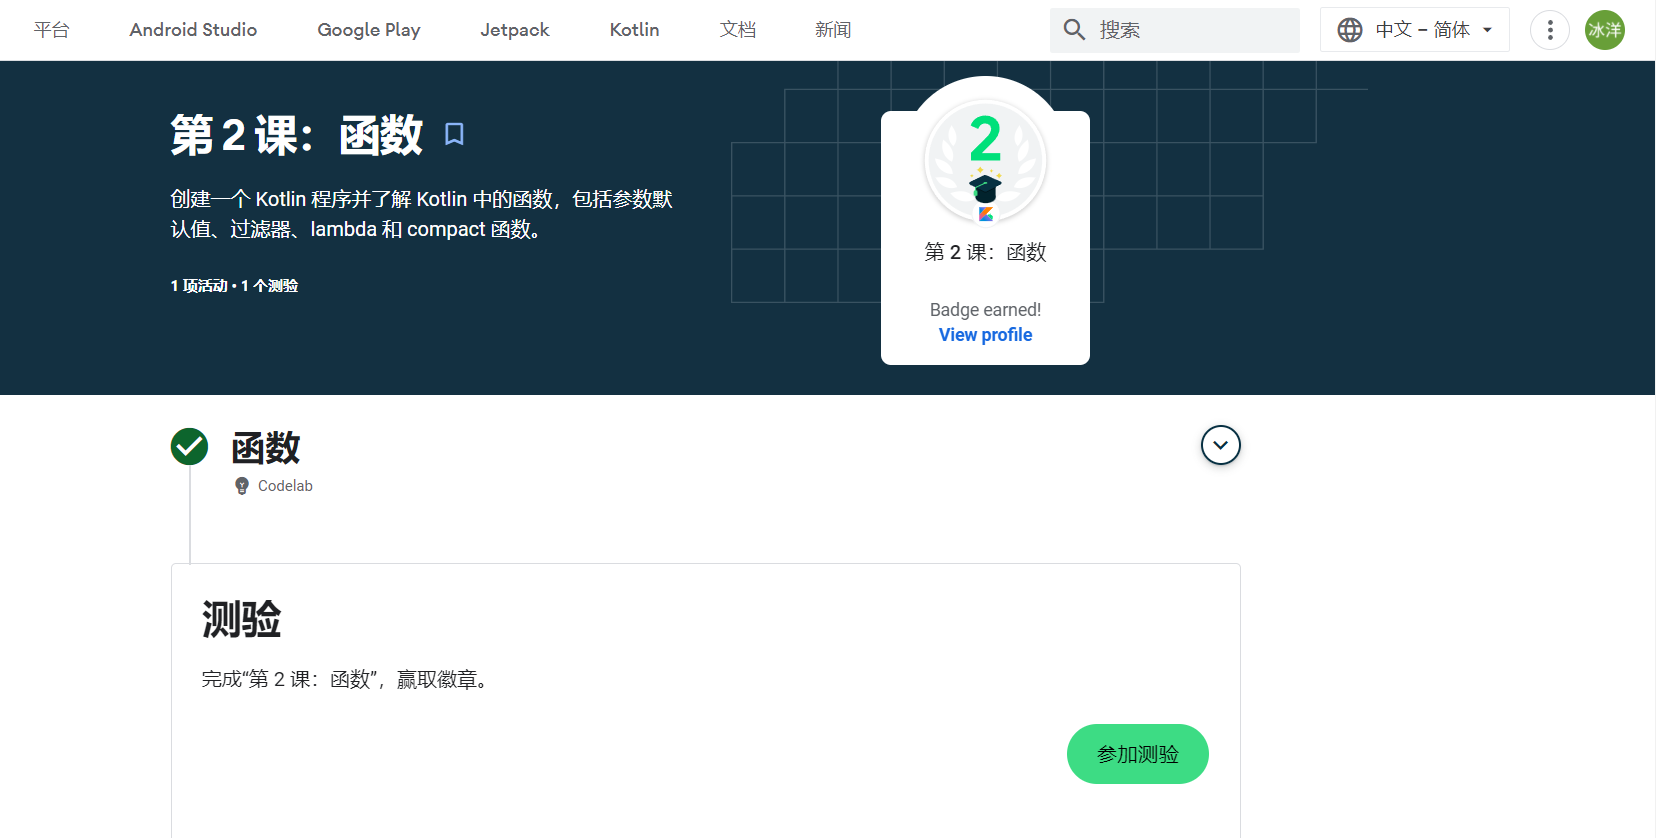 平台 Android Studio Google Play Jetpack Kotlin 文档 新闻 搜索 中文 – 简体 冰洋
第 2 课：函数
创建一个 Kotlin 程序并了解 Kotlin 中的函数，包括参数默
认值、过滤器、lambda 和 compact 函数。
1 项活动 • 1 个测验
2
第 2 课：函数
Badge earned!
View profile
函数
Codelab
测验
完成“第 2 课：函数”，赢取徽章。
参加测验